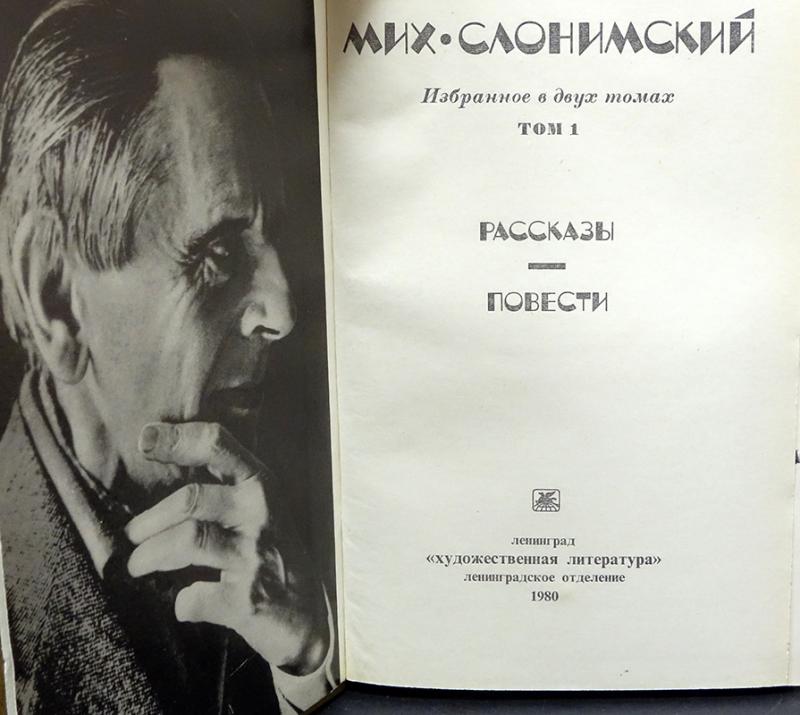 МИХ•СЛОНИМСКИЙ
Избранное в двух томах
ТОМ 1
РАССКАЗЫ
ПОВЕСТИ
ленинград
«художественная литература»
ленинградское отделение
1980